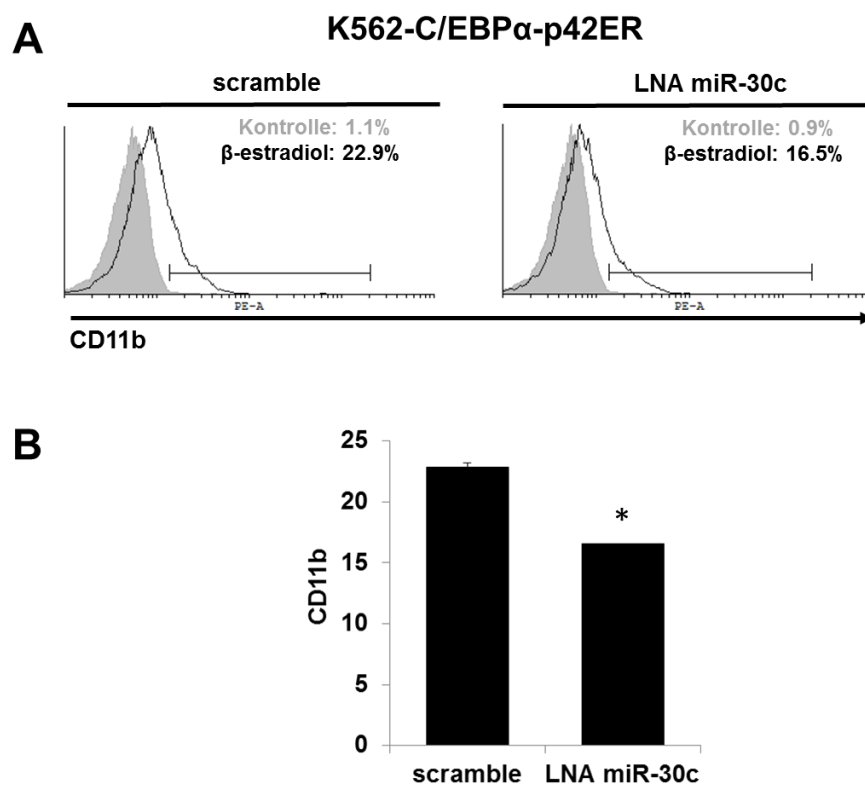 A
K562-C/EBPα-p42ER
scramble
Kontrolle: 1.1%
β-estradiol: 22.9%
PE-A
LNA miR-30c
Kontrolle: 0.9%
β-estradiol: 16.5%
PE-A
CD11b
B
25
20
15
10
5
0
CD11b
*
scramble
LNA miR-30c